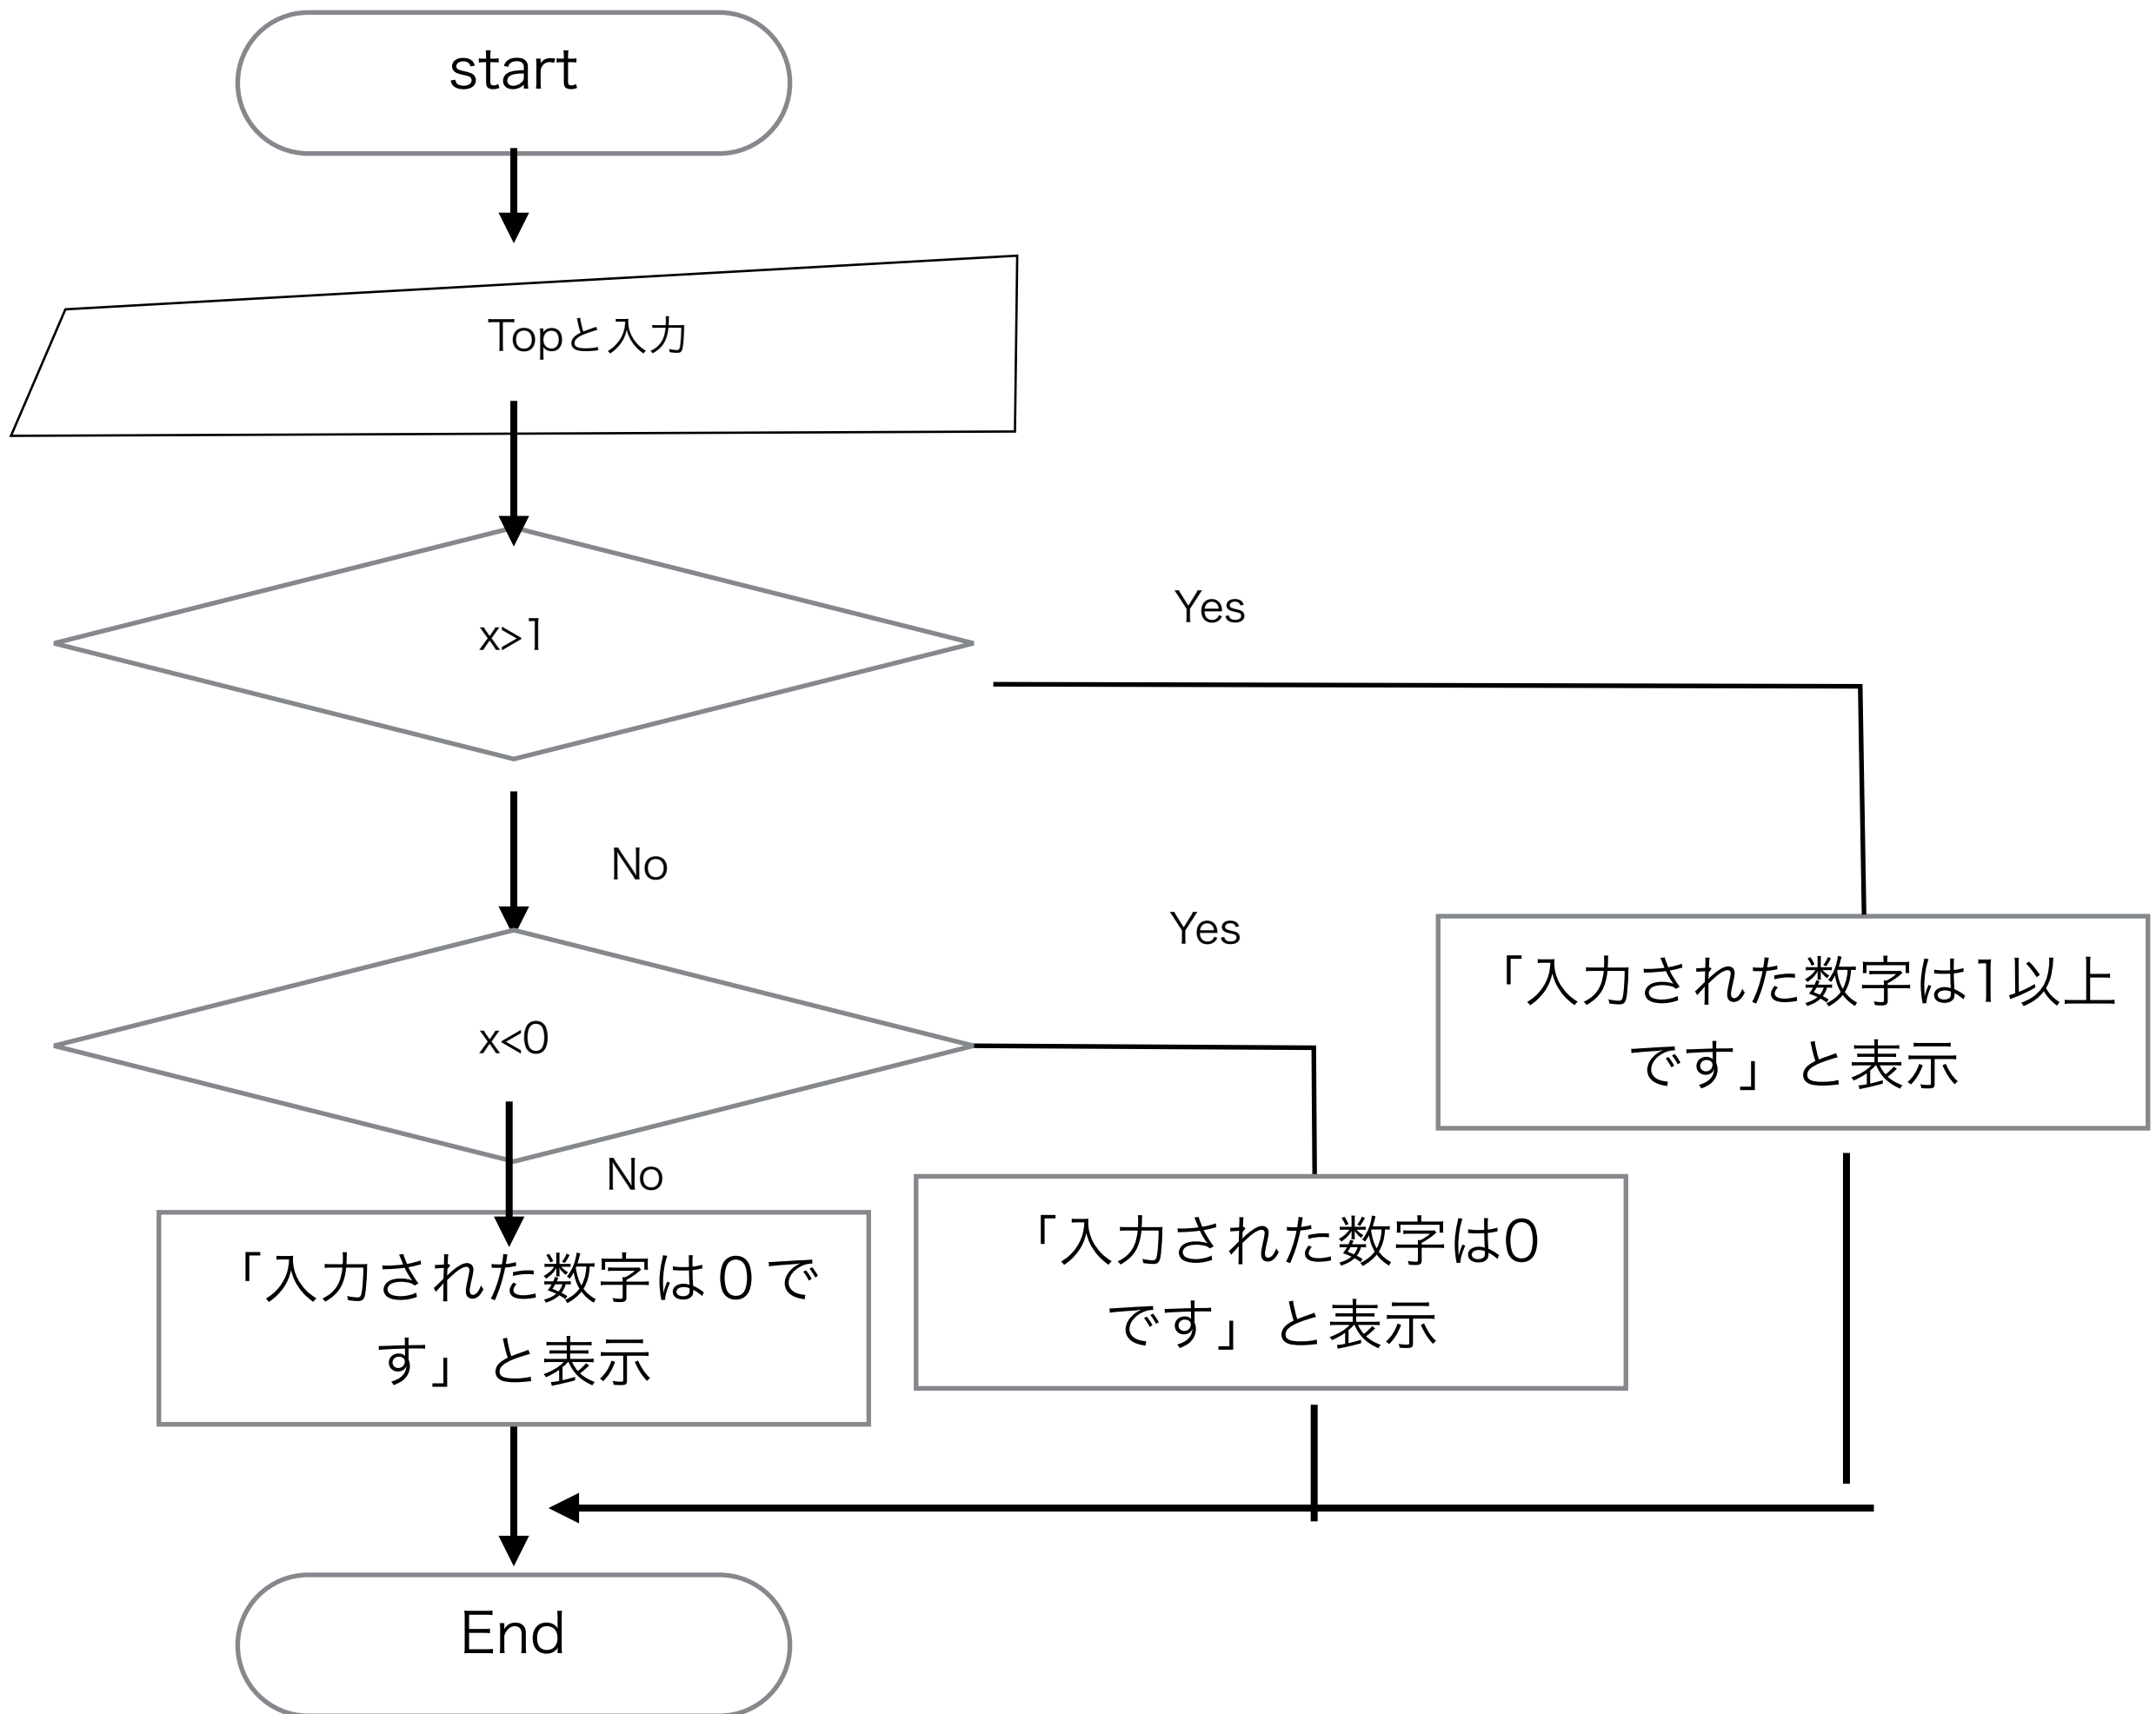 start
Topと入力
x>1
Yes
No
Yes
「入力された数字は1以上
です」と表示
x<0
No
「入力された数字は0
です」と表示
「入力された数字は0 で
す」と表示
End